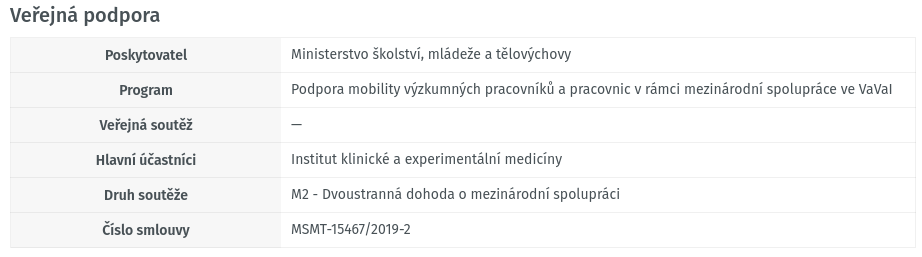 Veřejná podpora
Poskytovatel Ministerstvo školství, mládeže a tělovýchovy
Program Podpora mobility výzkumných pracovníků a pracovnic v rámci mezinárodní spolupráce ve VaVaI
Veřejná soutěž —
Hlavní účastníci Institut klinické a experimentální medicíny
Druh soutěže M2 - Dvoustranná dohoda o mezinárodní spolupráci
Číslo smlouvy MSMT-15467/2019-2